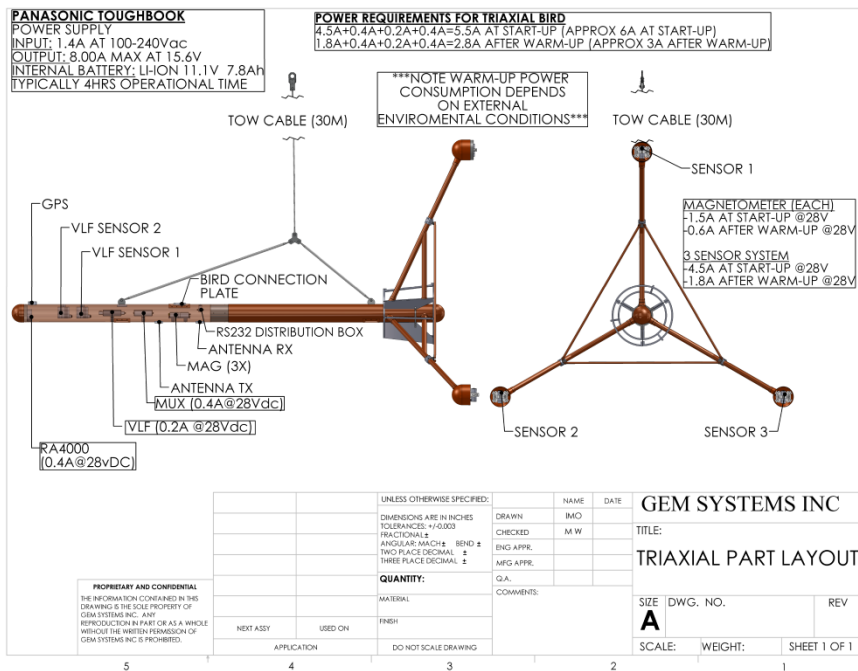 PANASONIC TOUGHBOOK
POWER SUPPLY
INPUT: 1.4A AT 100-240Vac
OUTPUT: 8.00A MAX AT 15.6V
INTERNAL BATTERY: LI-ION 11.1V 7.8Ah
TYPICALLY 4HRS OPERATIONAL TIME
POWER REQUIREMENTS FOR TRIAXIAL BIRD
4.5A+0.4A+0.2A+0.4A=5.5A AT START-UP (APPROX 6A AT START-UP)
1.8A+0.4A+0.2A+0.4A=2.8A AFTER WARM-UP (APPROX 3A AFTER WARM-UP)
***NOTE WARM-UP POWER
CONSUMPTION DEPENDS
ON EXTERNAL
ENVIROMENTAL CONDITIONS***
TOW CABLE (30M)
TOW CABLE (30M)
SENSOR 1
GPS
VLF SENSOR 2
VLF SENSOR 1
BIRD CONNECTION
PLATE
RS232 DISTRIBUTION BOX
ANTENNA RX
MAG (3X)
ANTENNA TX
MUX (0.4A@28Vdc)
VLF (0.2A @28Vdc)
RA4000
(0.4A@28vDC)
MAGNETOMETER (EACH)
-1.5A AT START-UP @28V
-0.6A AFTER WARM-UP @28V
3 SENSOR SYSTEM
-4.5A AT START-UP @28V
-1.8A AFTER WARM-UP @28V
SENSOR 2
SENSOR 3
PROPRIETARY AND CONFIDENTIAL
THE INFORMATION CONTAINED IN THIS
DRAWING IS THE SOLE PROPERTY OF
GEM SYSTEMS INC. ANY
REPRODUCTION IN PART OR AS A WHOLE
WITHOUT THE WRITTEN PERMISSION OF
GEM SYSTEMS INC IS PROHIBITED.
NEXT ASSY
USED ON
APPLICATION
UNLESS OTHERWISE SPECIFIED:
DIMENSIONS ARE IN INCHES
TOLERANCES: +/-0.003
FRACTIONAL ±
ANGULAR: MACH ± BEND ±
TWO PLACE DECIMAL ±
THREE PLACE DECIMAL ±
QUANTITY:
MATERIAL
FINISH
DO NOT SCALE DRAWING
NAME
DATE
DRAWN
IMO
CHECKED
M W
ENG APPR.
MFG APPR.
Q.A.
COMMENTS:
GEM SYSTEMS INC
TITLE:
TRIAXIAL PART LAYOUT
SIZE
A
DWG. NO.
REV
SCALE:
WEIGHT:
SHEET 1 OF 1
5
4
3
2
1